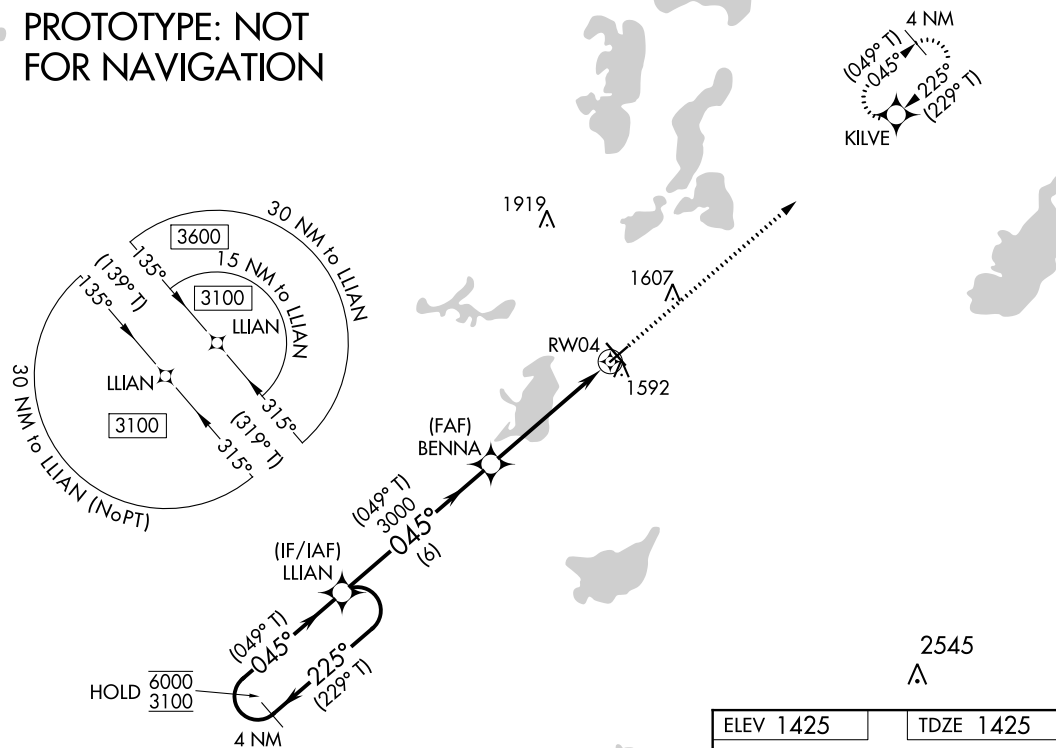 PROTOTYPE: NOT
FOR NAVIGATION
4 NM
(049° T)
045°
225°
(229° T)
KILVE
1919
30 NM to LLIAN
3600
15 NM to LLIAN
3100
135°
(139° T)
135°
LLIAN
LLIAN
3100
315°
(319° T)
315°
30 NM to LLIAN (NoPT)
1607
RW04
1592
(FAF)
BENNA
(049° T)
3000
045°
(6)
(IF/IAF)
LLIAN
(049° T)
045°
225°
(229° T)
HOLD 6000
3100
4 NM
2545
ELEV 1425
TDZE 1425